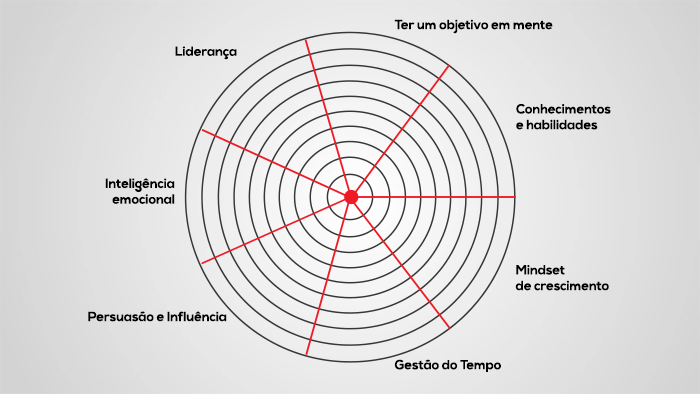 Ter um objetivo em mente
Liderança
Conhecimentos
e habilidades
Inteligência
emocional
Mindset
de crescimento
Persuasão e Influência
Gestão do Tempo